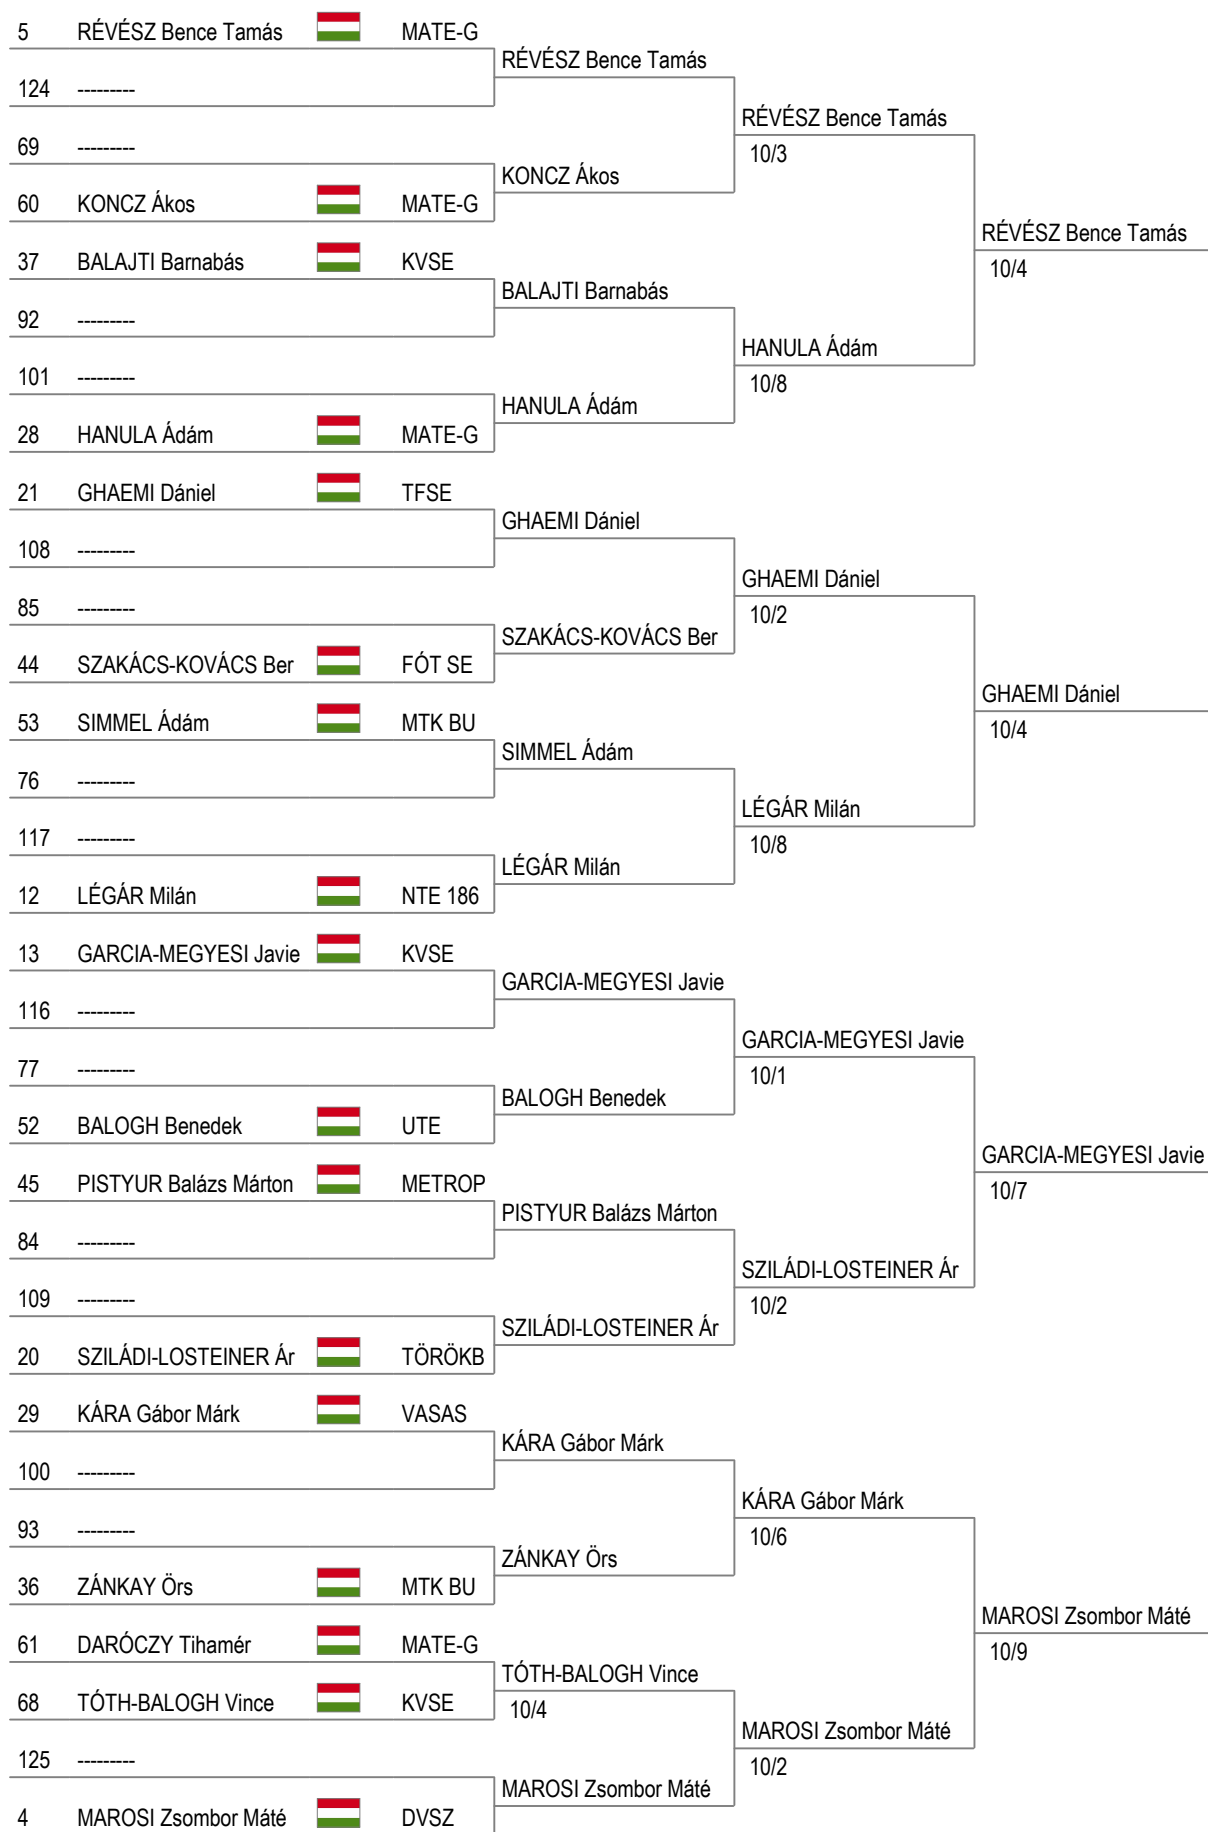 5 RÉVÉSZ Bence Tamás MATE-G
RÉVÉSZ Bence Tamás
124 ---------
RÉVÉSZ Bence Tamás
69 ---------
10/3
KONCZ Ákos
60 KONCZ Ákos MATE-G
RÉVÉSZ Bence Tamás
37 BALAJTI Barnabás KVSE
10/4
BALAJTI Barnabás
92 ---------
HANULA Ádám
101 ---------
10/8
HANULA Ádám
28 HANULA Ádám MATE-G
21 GHAEMI Dániel TFSE
GHAEMI Dániel
108 ---------
GHAEMI Dániel
85 ---------
10/2
SZAKÁCS-KOVÁCS Ber
44 SZAKÁCS-KOVÁCS Ber FÓT SE
GHAEMI Dániel
53 SIMMEL Ádám MTK BU
10/4
SIMMEL Ádám
76 ---------
LÉGÁR Milán
117 ---------
10/8
LÉGÁR Milán
12 LÉGÁR Milán NTE 186
13 GARCIA-MEGYESI Javie KVSE
GARCIA-MEGYESI Javie
116 ---------
GARCIA-MEGYESI Javie
77 ---------
10/1
BALOGH Benedek
52 BALOGH Benedek UTE
GARCIA-MEGYESI Javie
45 PISTYUR Balázs Márton METROP
10/7
PISTYUR Balázs Márton
84 ---------
SZILÁDI-LOSTEINER Ár
109 ---------
10/2
SZILÁDI-LOSTEINER Ár
20 SZILÁDI-LOSTEINER Ár TÖRÖKB
29 KÁRA Gábor Márk VASAS
KÁRA Gábor Márk
100 ---------
KÁRA Gábor Márk
93 ---------
10/6
ZÁNKAY Örs
36 ZÁNKAY Örs MTK BU
MAROSI Zsombor Máté
61 DARÓCZY Tihamér MATE-G
10/9
TÓTH-BALOGH Vince
68 TÓTH-BALOGH Vince KVSE
10/4
MAROSI Zsombor Máté
125 ---------
10/2
MAROSI Zsombor Máté
4 MAROSI Zsombor Máté DVSZ